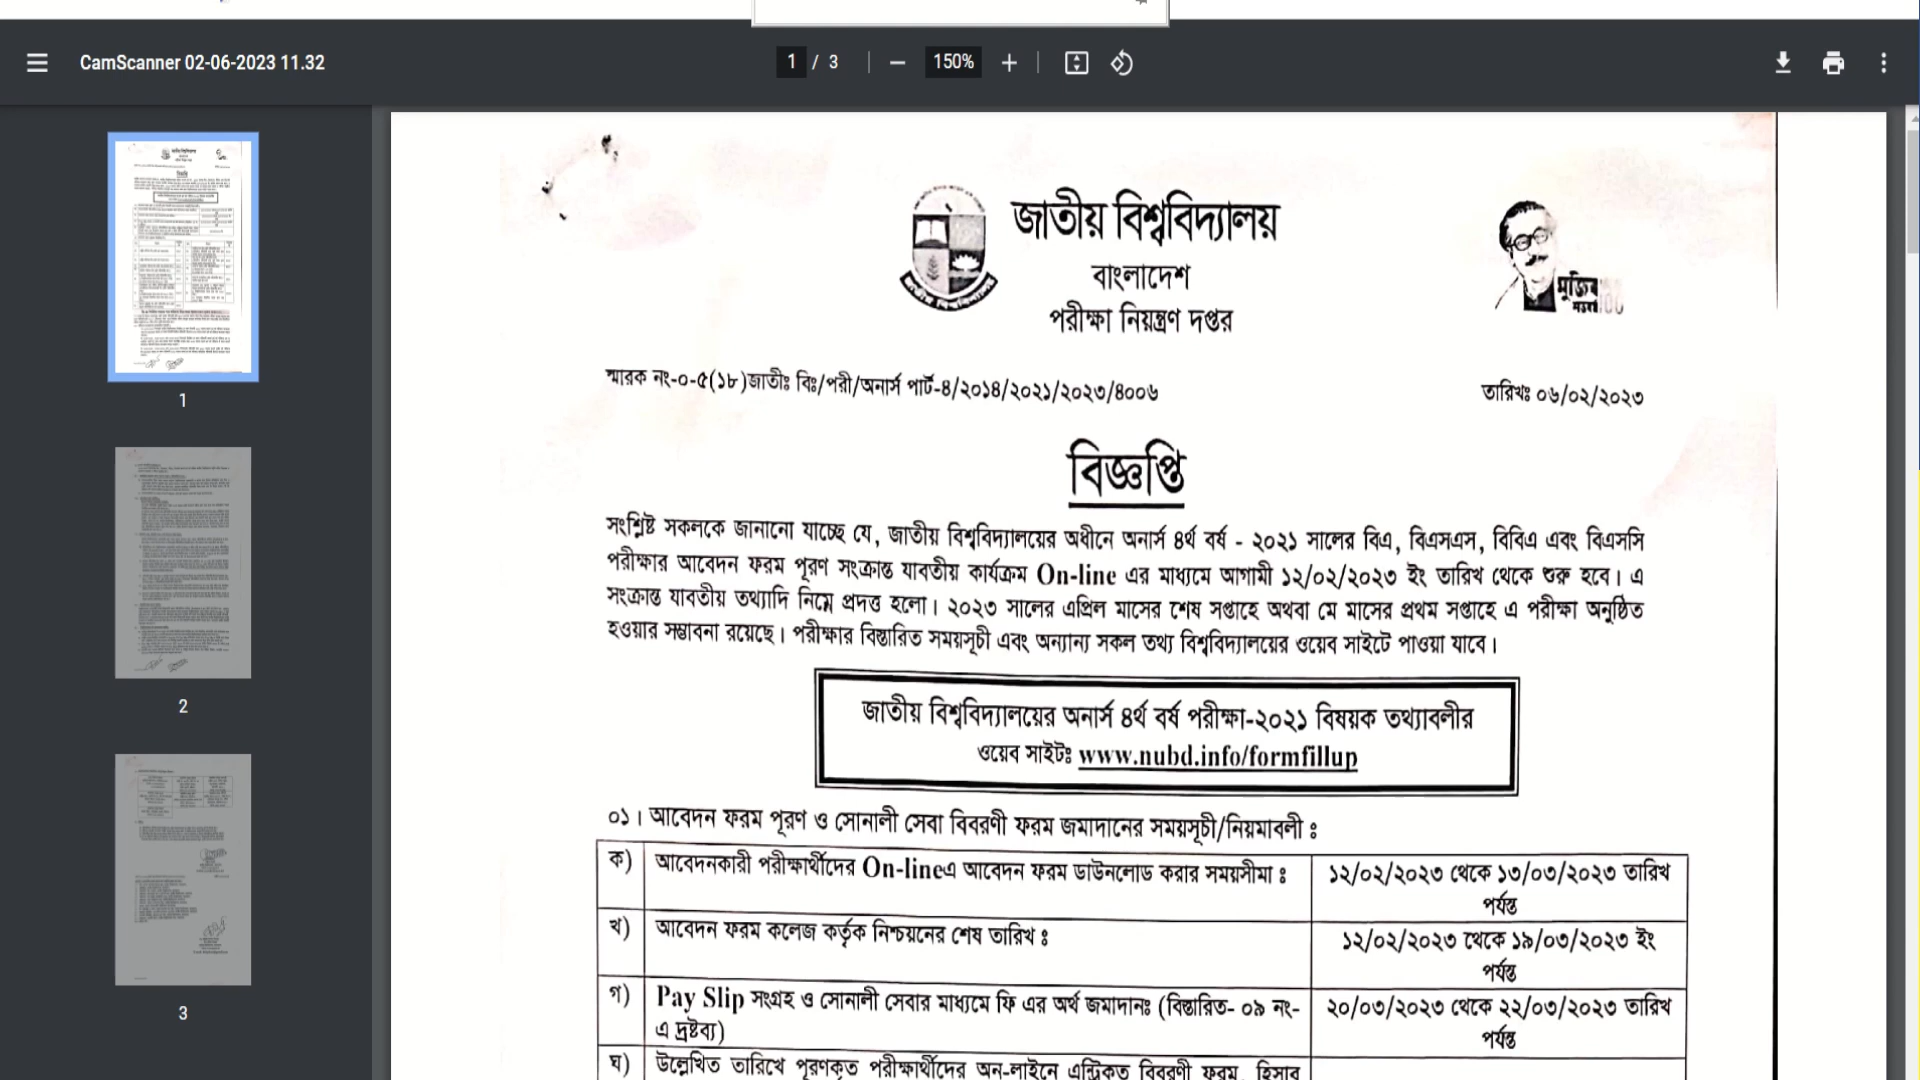 CamScanner 02-06-2023 11.32
1 / 3
150%
1
2
3
জাতীয় বিশ্ববিদ্যালয়
বাংলাদেশ
পরীক্ষা নিয়ন্ত্রণ দপ্তর
জাতীয় বিশ্ববিদ্যালয়
মুজিব
শতবর্ষ 100
স্মারক নং-০-৫(১৮)জাতীঃ বিঃ/পরী/অনার্স পার্ট-৪/২০১৪/২০২১/২০২৩/৪০০৬
তারিখঃ ০৬/০২/২০২৩
বিজ্ঞপ্তি
সংশ্লিষ্ট সকলকে জানানো যাচ্ছে যে, জাতীয় বিশ্ববিদ্যালয়ের অধীনে অনার্স ৪র্থ বর্ষ - ২০২১ সালের বিএ, বিএসএস, বিবিএ এবং বিএসসি
পরীক্ষার আবেদন ফরম পূরণ সংক্রান্ত যাবতীয় কার্যক্রম On-line এর মাধ্যমে আগামী ১২/০২/২০২৩ ইং তারিখ থেকে শুরু হবে। এ
সংক্রান্ত যাবতীয় তথ্যাদি নিম্নে প্রদত্ত হলো। ২০২৩ সালের এপ্রিল মাসের শেষ সপ্তাহে অথবা মে মাসের প্রথম সপ্তাহে এ পরীক্ষা অনুষ্ঠিত
হওয়ার সম্ভাবনা রয়েছে। পরীক্ষার বিস্তারিত সময়সূচী এবং অন্যান্য সকল তথ্য বিশ্ববিদ্যালয়ের ওয়েব সাইটে পাওয়া যাবে।
জাতীয় বিশ্ববিদ্যালয়ের অনার্স ৪র্থ বর্ষ পরীক্ষা-২০২১ বিষয়ক তথ্যাবলীর
ওয়েব সাইটঃ www.nubd.info/formfillup
০১। আবেদন ফরম পূরণ ও সোনালী সেবা বিবরণী ফরম জমাদানের সময়সূচী/নিয়মাবলী ঃ
ক) আবেদনকারী পরীক্ষার্থীদের On-lineএ আবেদন ফরম ডাউনলোড করার সময়সীমা ঃ ১২/০২/২০২৩ থেকে ১৩/০৩/২০২৩ তারিখ
পর্যন্ত
খ) আবেদন ফরম কলেজ কর্তৃক নিশ্চয়নের শেষ তারিখ ঃ ১২/০২/২০২৩ থেকে ১৯/০৩/২০২৩ ইং
পর্যন্ত
গ) Pay Slip সংগ্রহ ও সোনালী সেবার মাধ্যমে ফি এর অর্থ জমাদানঃ (বিস্তারিত- ০৯ নং- ২০/০৩/২০২৩ থেকে ২২/০৩/২০২৩ তারিখ
এ দ্রষ্টব্য) পর্যন্ত
ঘ) উল্লেখিত তারিখে পূরণকৃত পরীক্ষার্থীদের অন-লাইনে এন্ট্রিকৃত বিবরণী ফরম, হিসাব